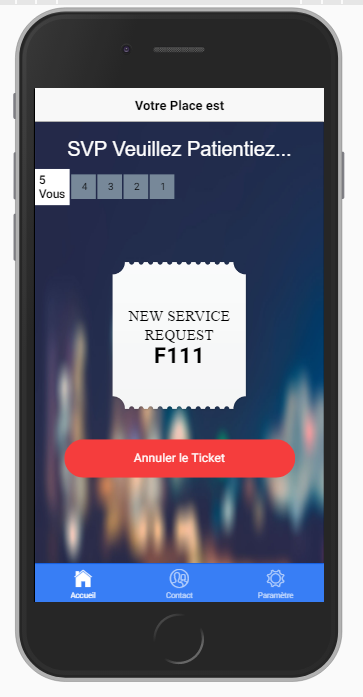 Votre Place est
SVP Veuillez Patientiez...
5
Vous
4 3 2 1
NEW SERVICE
REQUEST
F111
Annuler le Ticket
Accueil Contact Paramètre